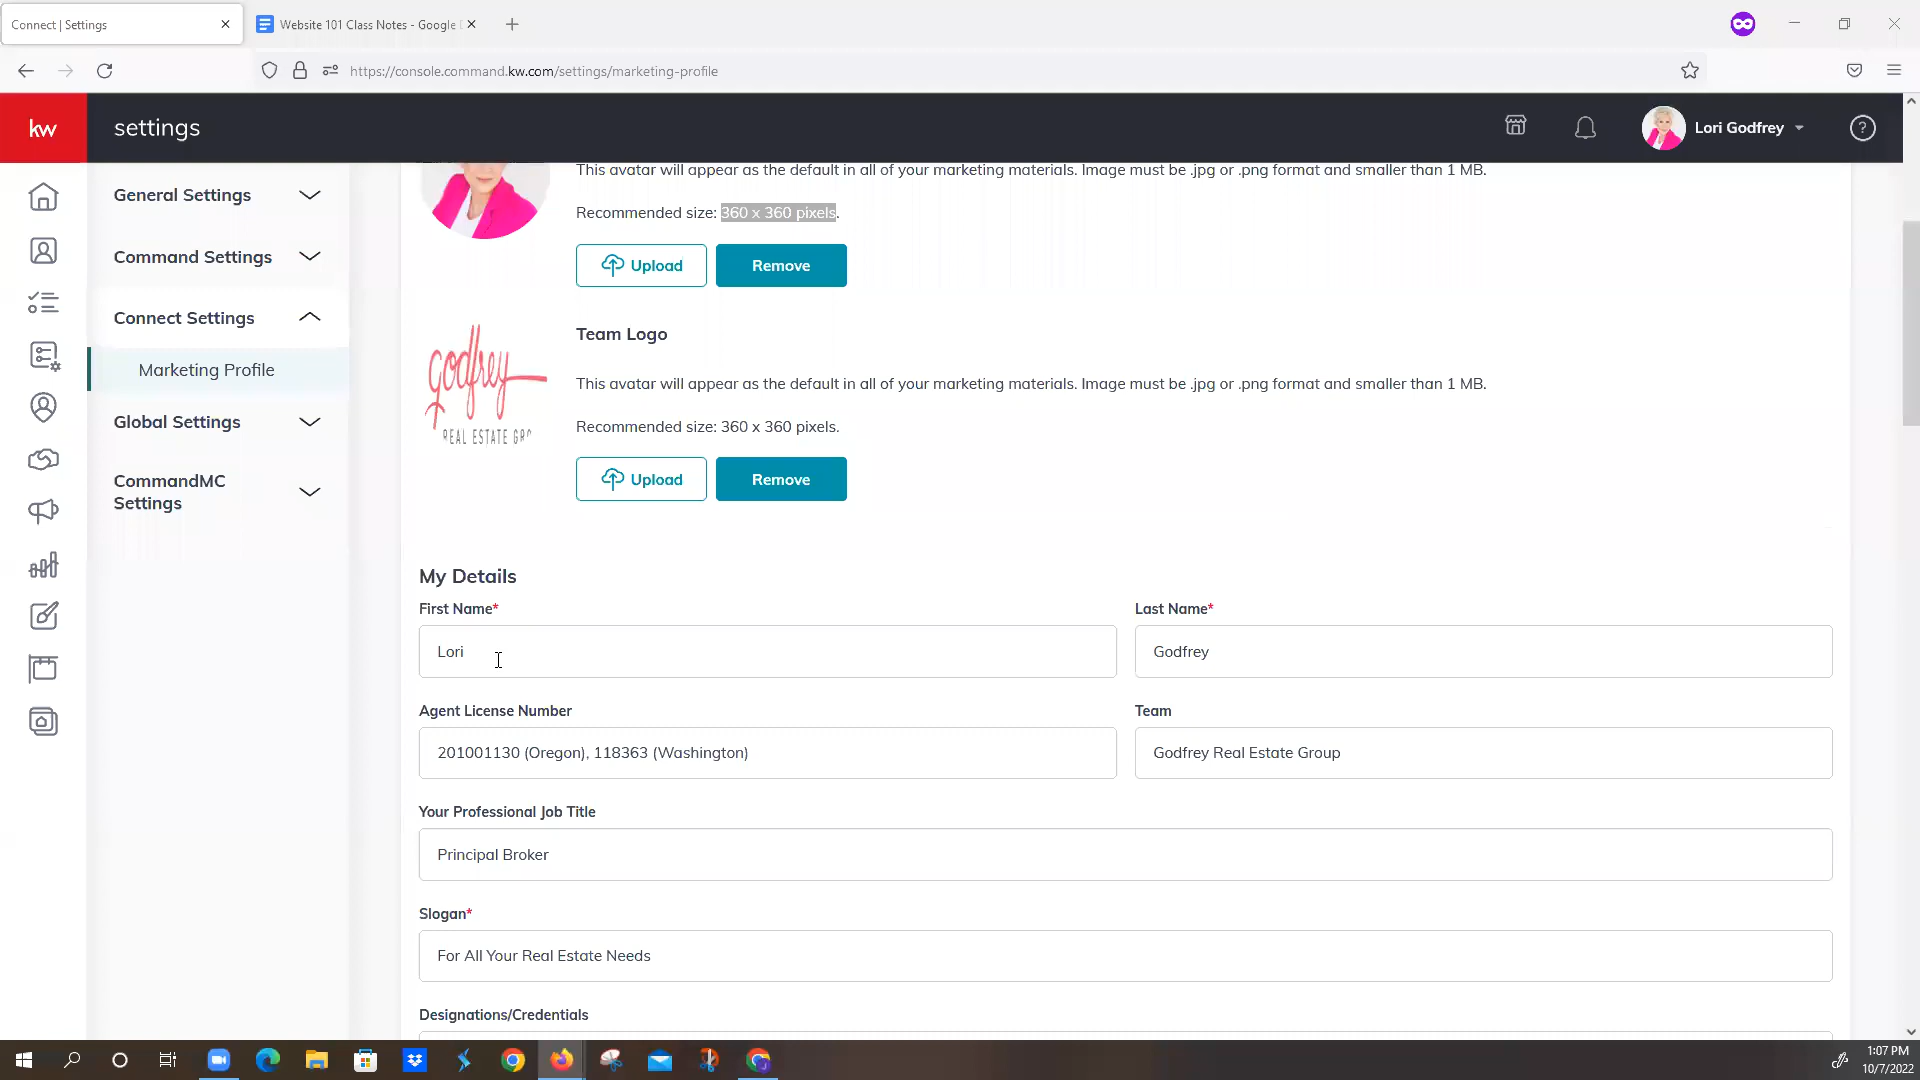 Connect | Settings
Website 101 Class Notes - Google
https://console.command.kw.com/settings/marketing-profile
kw
settings
Lori Godfrey
General Settings
Command Settings
Connect Settings
Marketing Profile
Global Settings
CommandMC
Settings
This avatar will appear as the default in all of your marketing materials. Image must be .jpg or .png format and smaller than 1 MB.
Recommended size: 360 x 360 pixels.
Upload
Remove
godfrey
REAL ESTATE GRO
Team Logo
This avatar will appear as the default in all of your marketing materials. Image must be .jpg or .png format and smaller than 1 MB.
Recommended size: 360 x 360 pixels.
Upload
Remove
My Details
First Name*
Last Name*
Lori
Godfrey
Agent License Number
Team
201001130 (Oregon), 118363 (Washington)
Godfrey Real Estate Group
Your Professional Job Title
Principal Broker
Slogan*
For All Your Real Estate Needs
Designations/Credentials
1:07 PM
10/7/2022